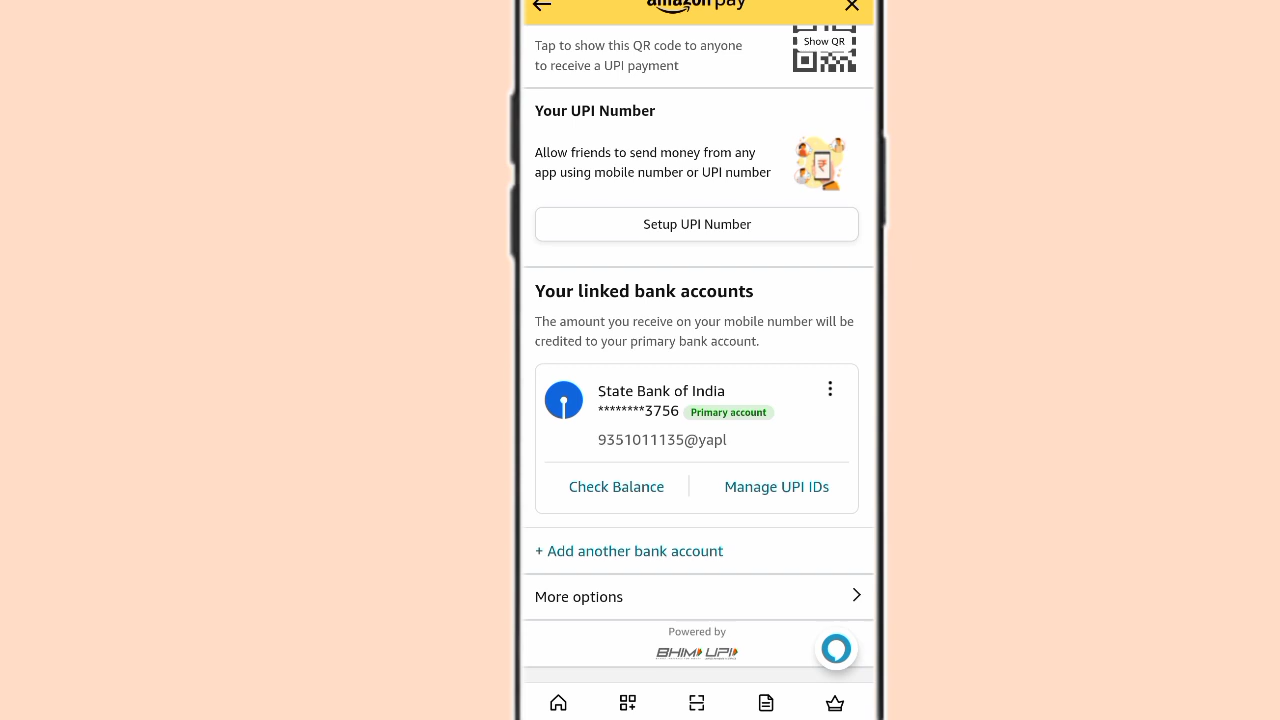 amazon pay
Show QR
Tap to show this QR code to anyone
to receive a UPI payment
Your UPI Number
Allow friends to send money from any
app using mobile number or UPI number
Setup UPI Number
Your linked bank accounts
The amount you receive on your mobile number will be
credited to your primary bank account.
State Bank of India
********3756 Primary account
9351011135@yapl
Check Balance
Manage UPI IDs
+ Add another bank account
More options
Powered by
BHIM UPI